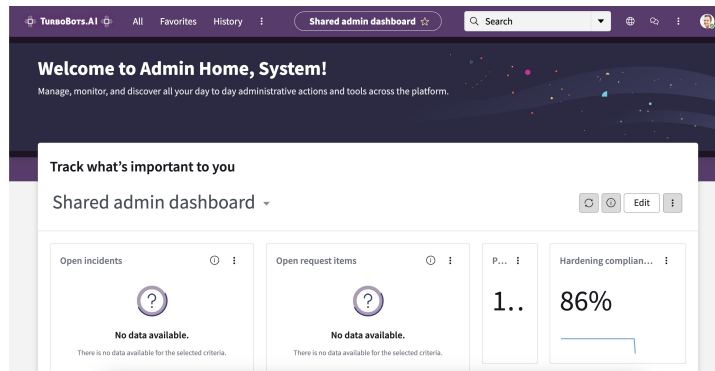 TURBOBOTS.AI All Favorites History Shared admin dashboard Search
Welcome to Admin Home, System!
Manage, monitor, and discover all your day to day administrative actions and tools across the platform.
Track what's important to you
Shared admin dashboard
Edit
Open incidents
No data available.
There is no data available for the selected criteria.
Open request items
No data available.
There is no data available for the selected criteria.
P...
1..
Hardening complian...
86%